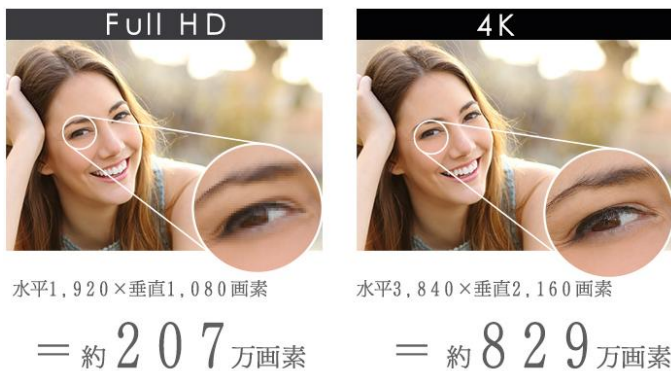 Full HD
水平1,920×垂直1,080画素
＝約207万画素
4K
水平3,840×垂直2,160画素
＝約829万画素